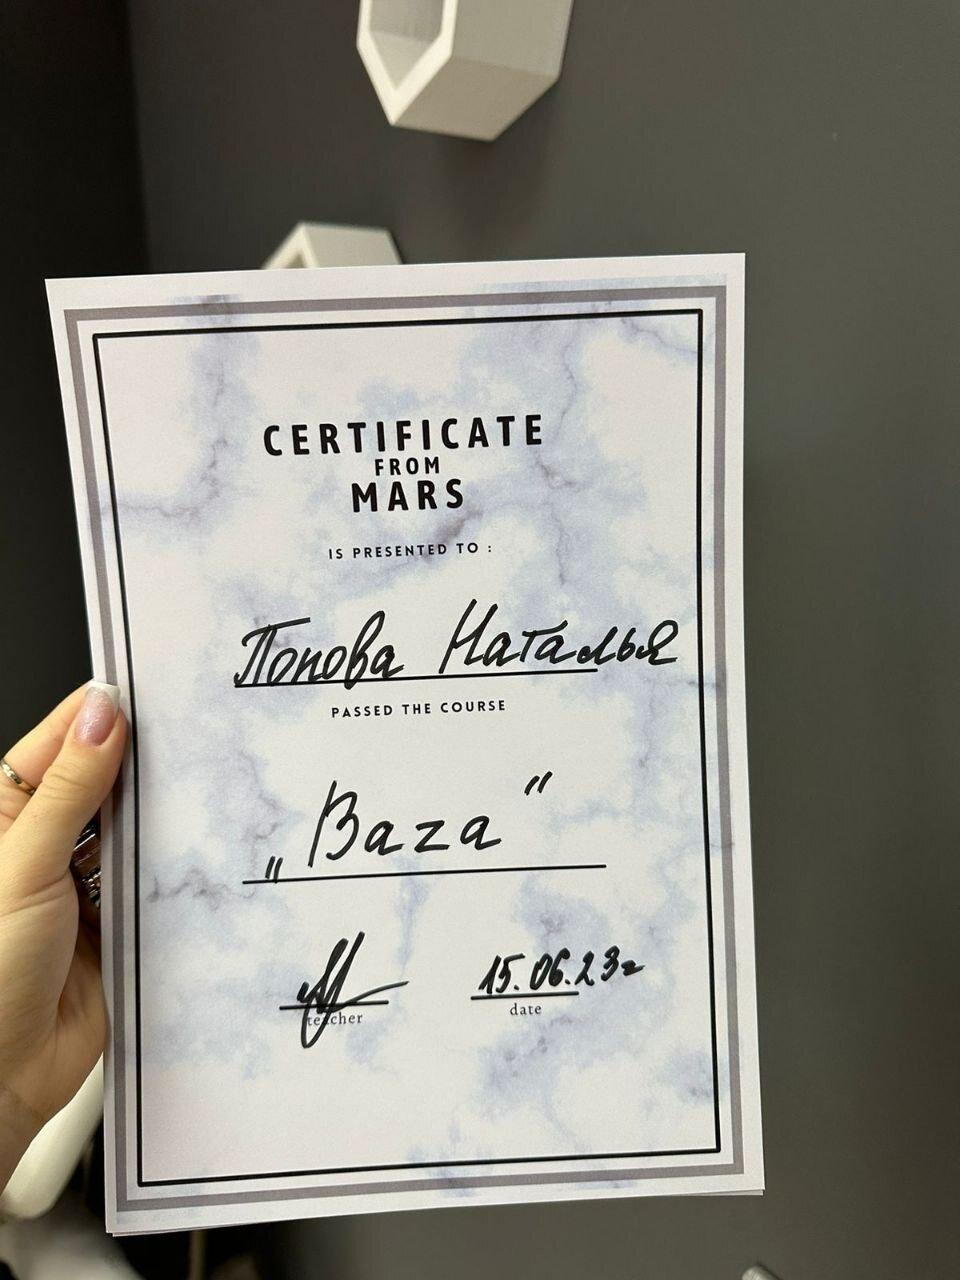 CERTIFICATE
FROM
MARS
IS PRESENTED TO :
Попова Наталья
PASSED THE COURSE
„Baza“
15.06.23г
teacher
date